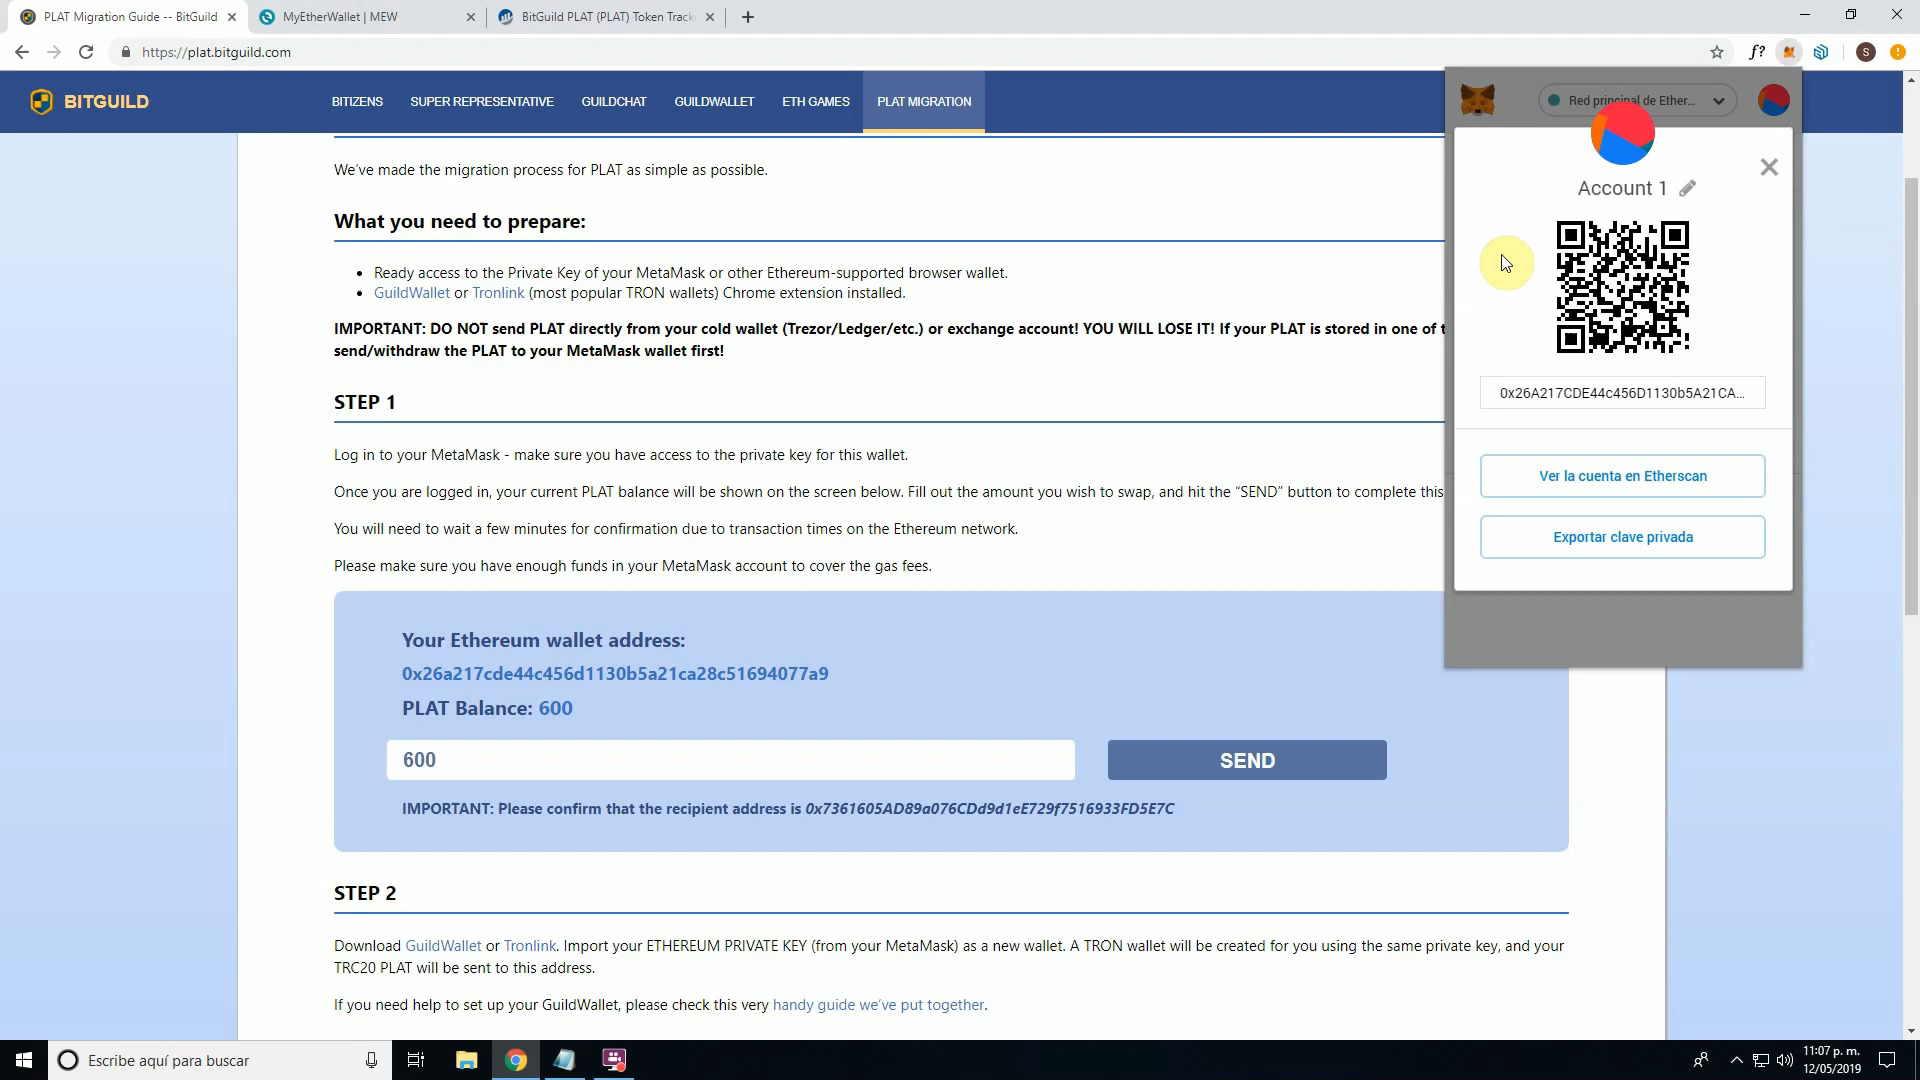 PLAT Migration Guide -- BitGuild
MyEtherWallet | MEW
BitGuild PLAT (PLAT) Token Track
https://plat.bitguild.com
f?
S
BITGUILD
BITIZENS
SUPER REPRESENTATIVE
GUILDCHAT
GUILDWALLET
ETH GAMES
PLAT MIGRATION
Red principal de Ether...
We've made the migration process for PLAT as simple as possible.
Account 1
What you need to prepare:
Ready access to the Private Key of your MetaMask or other Ethereum-supported browser wallet.
GuildWallet or Tronlink (most popular TRON wallets) Chrome extension installed.
IMPORTANT: DO NOT send PLAT directly from your cold wallet (Trezor/Ledger/etc.) or exchange account! YOU WILL LOSE IT! If your PLAT is stored in one of
send/withdraw the PLAT to your MetaMask wallet first!
0x26A217CDE44c456D1130b5A21CA...
STEP 1
Log in to your MetaMask - make sure you have access to the private key for this wallet.
Ver la cuenta en Etherscan
Once you are logged in, your current PLAT balance will be shown on the screen below. Fill out the amount you wish to swap, and hit the “SEND” button to complete this
You will need to wait a few minutes for confirmation due to transaction times on the Ethereum network.
Exportar clave privada
Please make sure you have enough funds in your MetaMask account to cover the gas fees.
Your Ethereum wallet address:
0x26a217cde44c456d1130b5a21ca28c51694077a9
PLAT Balance: 600
600
SEND
IMPORTANT: Please confirm that the recipient address is 0x7361605AD89a076CDd9d1eE729f7516933FD5E7C
STEP 2
Download GuildWallet or Tronlink. Import your ETHEREUM PRIVATE KEY (from your MetaMask) as a new wallet. A TRON wallet will be created for you using the same private key, and your
TRC20 PLAT will be sent to this address.
If you need help to set up your GuildWallet, please check this very handy guide we've put together.
Escribe aquí para buscar
11:07 p. m.
12/05/2019